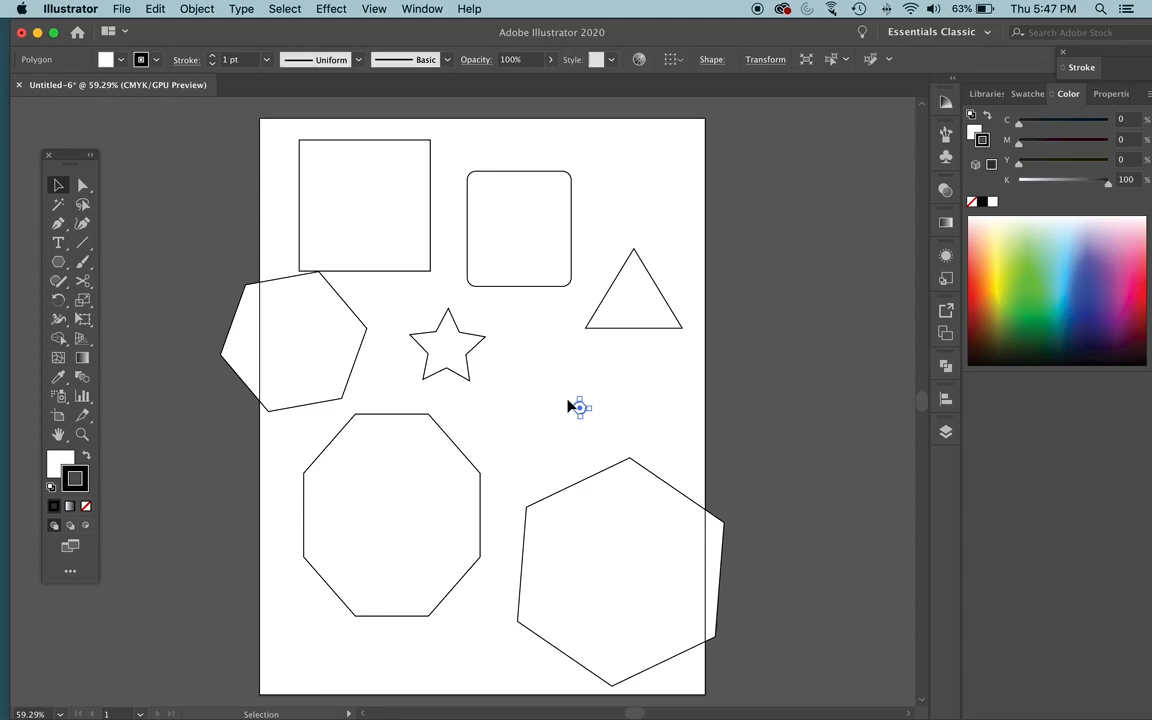 Illustrator File Edit Object Type Select Effect View Window Help 63% Thu 5:47 PM
Adobe Illustrator 2020 Essentials Classic Search Adobe Stock
Polygon Stroke: 1 pt Uniform Basic Opacity: 100% Style: Shape: Transform
Stroke
Untitled-6* @ 59.29% (CMYK/GPU Preview)
Librarie: Swatche Color Properti
C 0 %
M 0 %
Y 0 %
K 100 %
59.29% 1 Selection